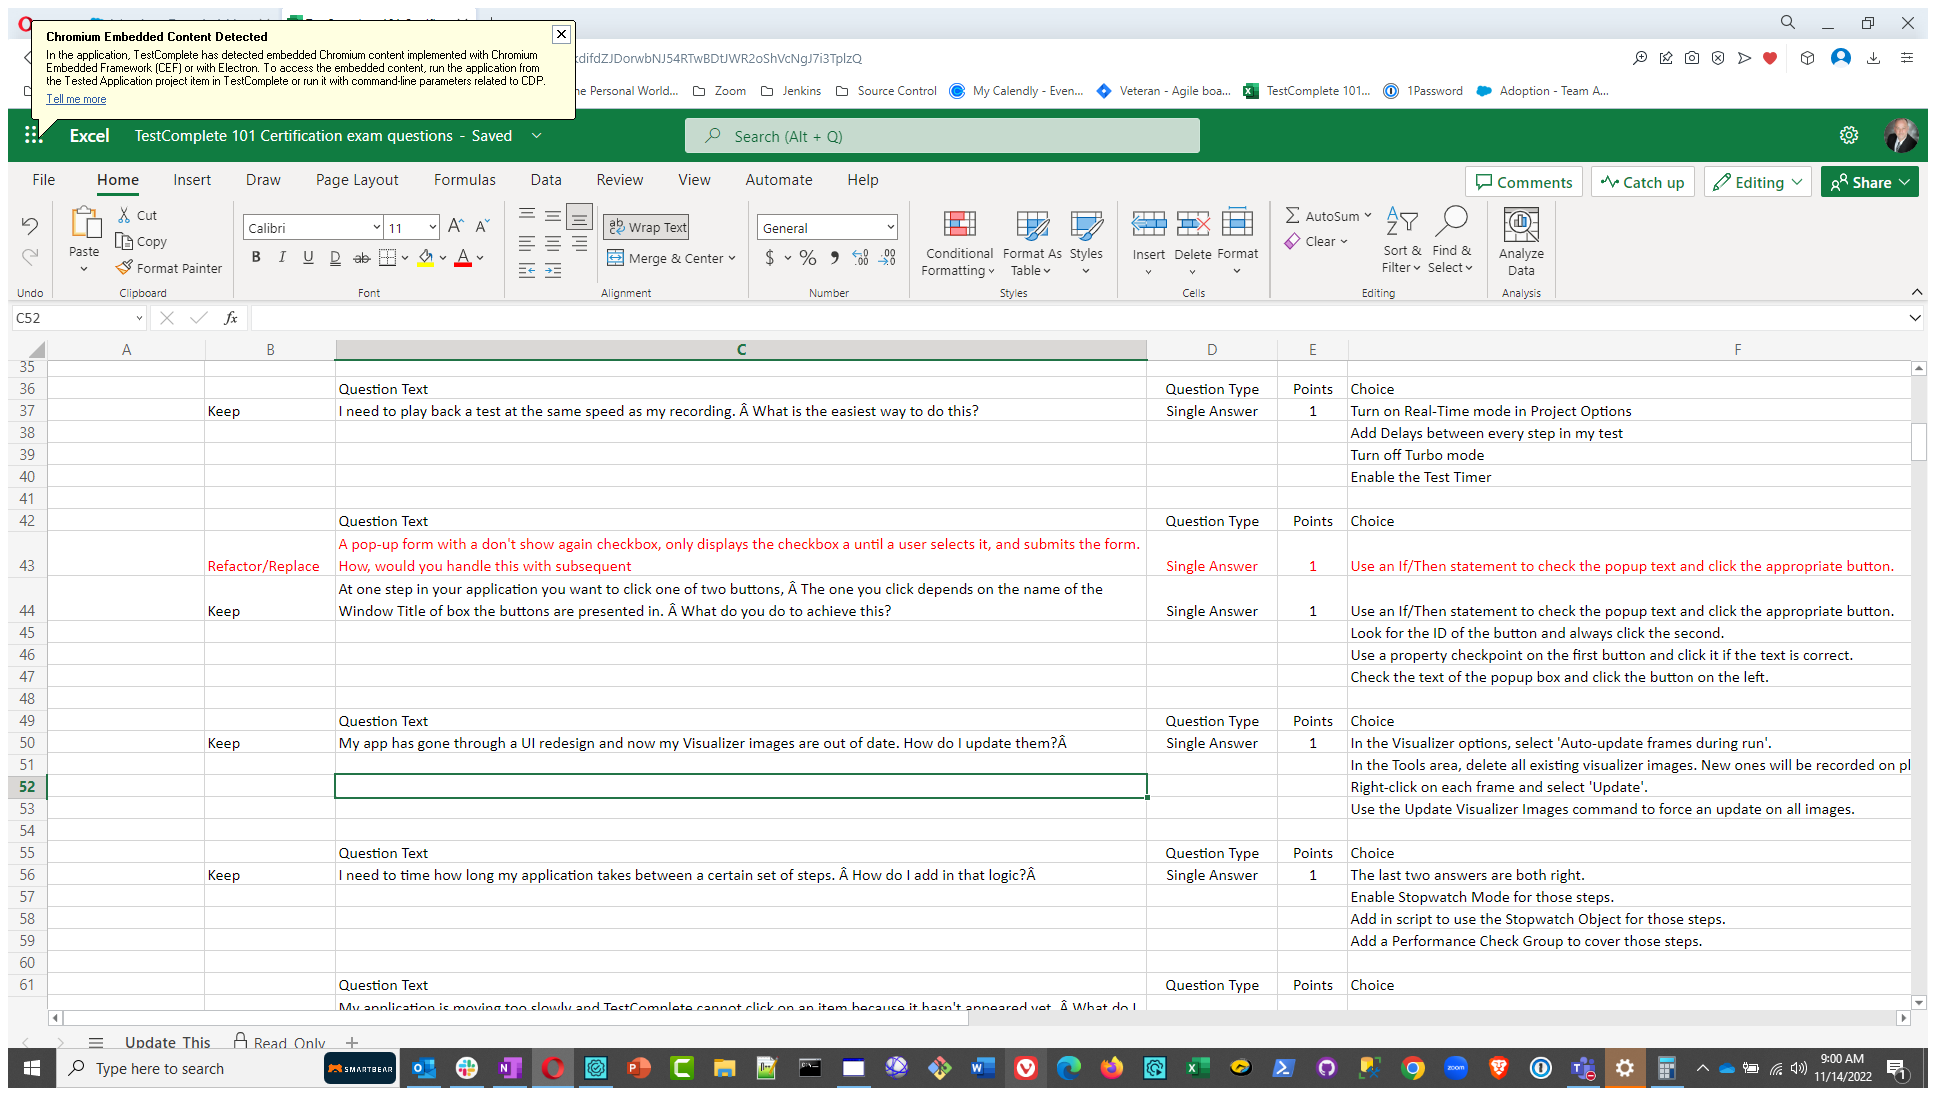 Chromium Embedded Content Detected
In the application, TestComplete has detected embedded Chromium content implemented with Chromium
Embedded Framework (CEF) or with Electron. To access the embedded content, run the application from
the Tested Application project item in TestComplete or run it with command-line parameters related to CDP.
Tell me more
Zoom
Jenkins
Source Control
My Calendly - Even...
Veteran - Agile boa...
TestComplete 101...
1Password
Adoption - Team A...
ne Personal World...
Excel
TestComplete 101 Certification exam questions - Saved
Search (Alt + Q)
File Home Insert Draw Page Layout Formulas Data Review View Automate Help
Comments Catch up Editing Share
Paste Cut
Copy
Format Painter
Calibri 11
B I U D ab A
ab Wrap Text
Merge & Center
General
$ % 9
Conditional Formatting
Format As Table
Styles
Insert Delete Format
AutoSum
Clear
Sort & Filter
Find & Select
Analyze Data
Undo Clipboard Font Alignment Number Styles Cells Editing Analysis
C52 fx
A B C D E F
35
36 Question Text Question Type Points Choice
37 Keep I need to play back a test at the same speed as my recording. Â What is the easiest way to do this? Single Answer 1 Turn on Real-Time mode in Project Options
38 Add Delays between every step in my test
39 Turn off Turbo mode
40 Enable the Test Timer
41
42 Question Text Question Type Points Choice
A pop-up form with a don't show again checkbox, only displays the checkbox a until a user selects it, and submits the form.
43 Refactor/Replace How, would you handle this with subsequent Single Answer 1 Use an If/Then statement to check the popup text and click the appropriate button.
At one step in your application you want to click one of two buttons, Â The one you click depends on the name of the
44 Keep Window Title of box the buttons are presented in. Â What do you do to achieve this? Single Answer 1 Use an If/Then statement to check the popup text and click the appropriate button.
45 Look for the ID of the button and always click the second.
46 Use a property checkpoint on the first button and click it if the text is correct.
47 Check the text of the popup box and click the button on the left.
48
49 Question Text Question Type Points Choice
50 Keep My app has gone through a UI redesign and now my Visualizer images are out of date. How do I update them?Â Single Answer 1 In the Visualizer options, select 'Auto-update frames during run'.
51 In the Tools area, delete all existing visualizer images. New ones will be recorded on pl
52 Right-click on each frame and select 'Update'.
53 Use the Update Visualizer Images command to force an update on all images.
54
55 Question Text Question Type Points Choice
56 Keep I need to time how long my application takes between a certain set of steps. Â How do I add in that logic?Â Single Answer 1 The last two answers are both right.
57 Enable Stopwatch Mode for those steps.
58 Add in script to use the Stopwatch Object for those steps.
59 Add a Performance Check Group to cover those steps.
60
61 Question Text Question Type Points Choice
My application is moving too slowly and TestComplete cannot click on an item because it hasn't appeared yet. Â What do I
Update This Read Only
Type here to search
SMARTBEAR
zoom
9:00 AM
11/14/2022
1